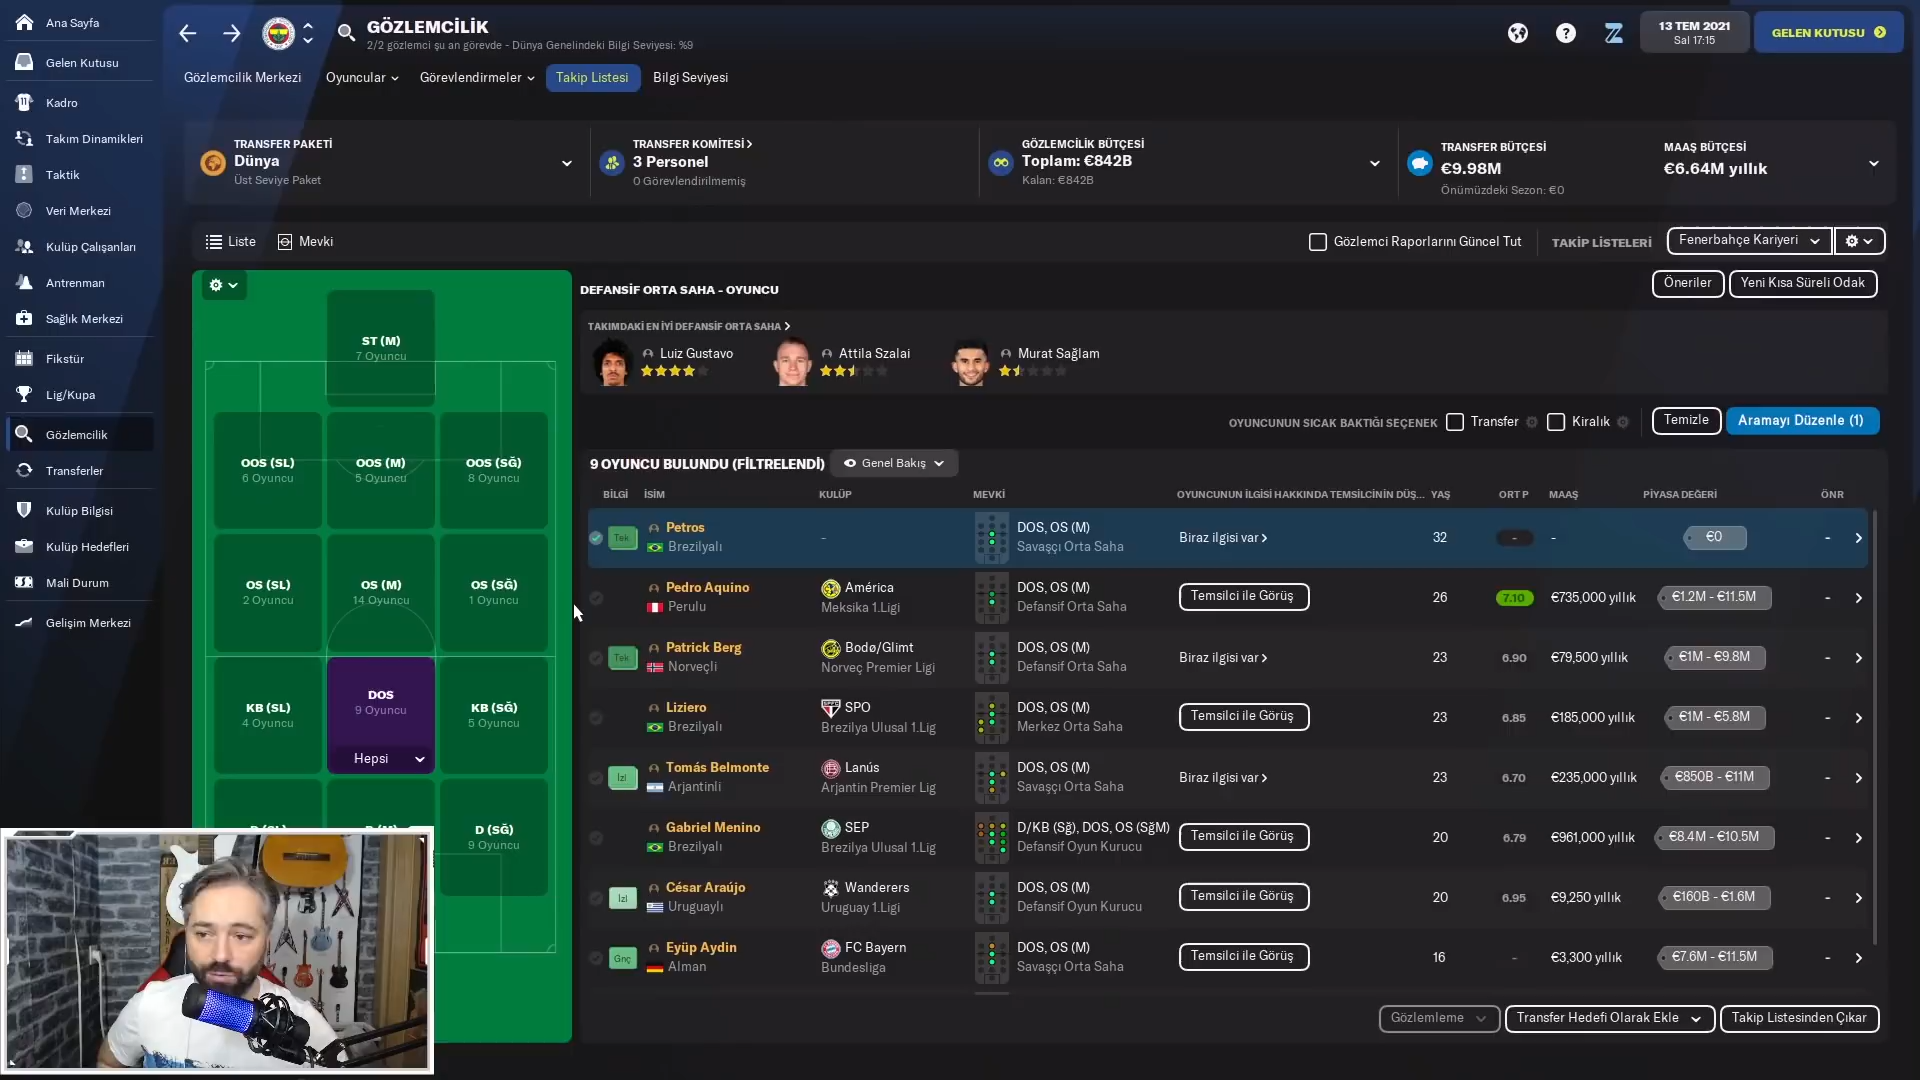 Ana Sayfa
Gelen Kutusu
Kadro
Takım Dinamikleri
Taktik
Veri Merkezi
Kulüp Çalışanları
Antrenman
Sağlık Merkezi
Fikstür
Lig/Kupa
Gözlemcilik
Transferler
Kulüp Bilgisi
Kulüp Hedefleri
Mali Durum
Gelişim Merkezi
GÖZLEMCİLİK
2/2 gözlemci şu an görevde - Dünya Genelindeki Bilgi Seviyesi: %9
13 TEM 2021
Sal 17:15
GELEN KUTUSU
Gözlemcilik Merkezi Oyuncular Görevlendirmeler Takip Listesi Bilgi Seviyesi
TRANSFER PAKETİ
Dünya
Üst Seviye Paket
TRANSFER KOMİTESİ
3 Personel
0 Görevlendirilmemiş
GÖZLEMCİLİK BÜTÇESİ
Toplam: €842B
Kalan: €842B
TRANSFER BÜTÇESİ
€9.98M
Önümüzdeki Sezon: €0
MAAŞ BÜTÇESİ
€6.64M yıllık
Liste Mevki
Gözlemci Raporlarını Güncel Tut TAKİP LİSTELERİ Fenerbahçe Kariyeri
ST (M)
7 Oyuncu
OOS (SL)
6 Oyuncu
OOS (M)
5 Oyuncu
OOS (SĞ)
8 Oyuncu
OS (SL)
2 Oyuncu
OS (M)
14 Oyuncu
OS (SĞ)
1 Oyuncu
KB (SL)
4 Oyuncu
DOS
9 Oyuncu
Hepsi
KB (SĞ)
5 Oyuncu
D (SĞ)
9 Oyuncu
DEFANSİF ORTA SAHA - OYUNCU
Öneriler Yeni Kısa Süreli Odak
TAKIMDAKİ EN İYİ DEFANSİF ORTA SAHA
Luiz Gustavo Attila Szalai Murat Sağlam
OYUNCUNUN SICAK BAKTIĞI SEÇENEK Transfer Kiralık Temizle Aramayı Düzenle (1)
9 OYUNCU BULUNDU (FİLTRELENDİ) Genel Bakış
BİLGİ İSİM KULÜP MEVKİ OYUNCUNUN İLGİSİ HAKKINDA TEMSİLCİNİN DÜŞ... YAŞ ORT P MAAŞ PİYASA DEĞERİ ÖNR
Petros DOS, OS (M)
Tek - Biraz ilgisi var 32 - - €0 -
Brezilyalı Savaşçı Orta Saha
Pedro Aquino América DOS, OS (M)
Temsilci ile Görüş 26 7.10 €735,000 yıllık €1.2M - €11.5M -
Perulu Meksika 1.Ligi Defansif Orta Saha
Patrick Berg Bodø/Glimt DOS, OS (M)
Tek Biraz ilgisi var 23 6.90 €79,500 yıllık €1M - €9.8M -
Norveçli Norveç Premier Ligi Defansif Orta Saha
Liziero SPO DOS, OS (M)
Temsilci ile Görüş 23 6.85 €185,000 yıllık €1M - €5.8M -
Brezilyalı Brezilya Ulusal 1.Lig Merkez Orta Saha
Tomás Belmonte Lanús DOS, OS (M)
İzl Biraz ilgisi var 23 6.70 €235,000 yıllık €850B - €11M -
Arjantinli Arjantin Premier Lig Savaşçı Orta Saha
Gabriel Menino SEP D/KB (Sğ), DOS, OS (SğM)
Temsilci ile Görüş 20 6.79 €961,000 yıllık €8.4M - €10.5M -
Brezilyalı Brezilya Ulusal 1.Lig Defansif Oyun Kurucu
César Araújo Wanderers DOS, OS (M)
İzl Temsilci ile Görüş 20 6.95 €9,250 yıllık €160B - €1.6M -
Uruguaylı Uruguay 1.Ligi Defansif Oyun Kurucu
Eyüp Aydin FC Bayern DOS, OS (M)
Gnç Temsilci ile Görüş 16 - €3,300 yıllık €7.6M - €11.5M -
Alman Bundesliga Savaşçı Orta Saha
Gözlemleme Transfer Hedefi Olarak Ekle Takip Listesinden Çıkar